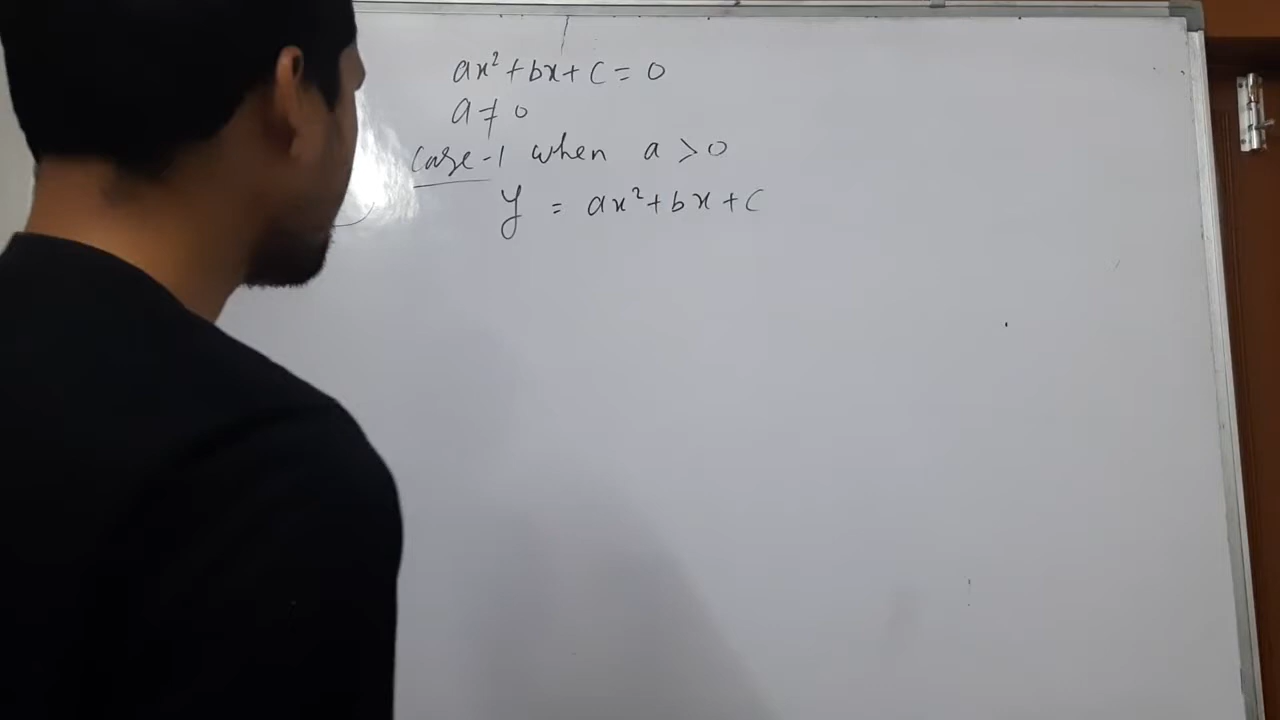 ax² + bx + c = 0
a ≠ 0
Case-1 when a > 0
y = ax² + bx + c